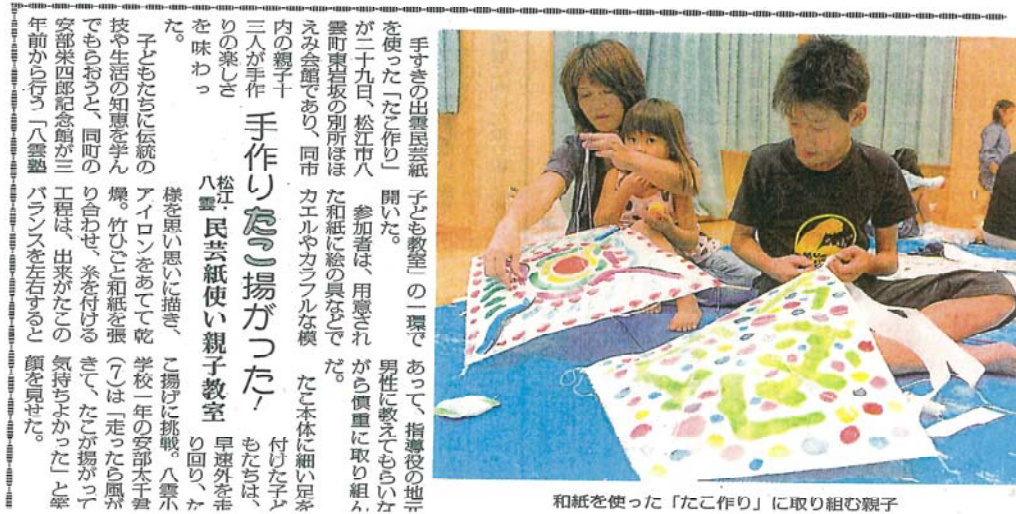 手作りたこ揚がった!
松江・八雲 民芸紙使い親子教室
手すきの出雲民芸紙
を使った「たこ作り」
が二十九日、松江市八
雲町東岩坂の別所ほほ
えみ会館であり、同市
内の親子十
三人が手作
りの楽しさ
を味わっ
た。
子どもたちに伝統の
技や生活の知恵を学ん
でもらおうと、同町の
安部栄四郎記念館が三
年前から行う「八雲塾
子ども教室」の一環で
開いた。
参加者は、用意され
た和紙に絵の具などで
カエルやカラフルな模
様を思い思いに描き、
アイロンをあてて乾
燥。竹ひごと和紙を張
り合わせ、糸を付ける
工程は、出来がたこの
バランスを左右すると
あって、指導役の地元
男性に教えてもらいな
がら慎重に取り組ん
だ。
たこ本体に細い足を
付けた子ど
もたちは、
早速外を走
り回り、た
こ揚げに挑戦。八雲小
学校一年の安部太千君
(7)は「走ったら風が
きて、たこが揚がって
気持ちよかった」と笑
顔を見せた。
和紙を使った「たこ作り」に取り組む親子